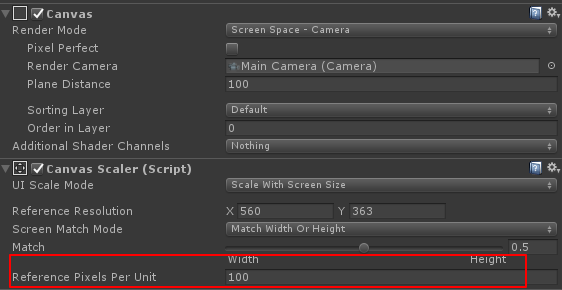 Canvas
Render Mode Screen Space - Camera
Pixel Perfect
Render Camera Main Camera (Camera)
Plane Distance 100
Sorting Layer Default
Order in Layer 0
Additional Shader Channels Nothing
Canvas Scaler (Script)
UI Scale Mode Scale With Screen Size
Reference Resolution X 560 Y 363
Screen Match Mode Match Width Or Height
Match 0.5
Width Height
Reference Pixels Per Unit 100